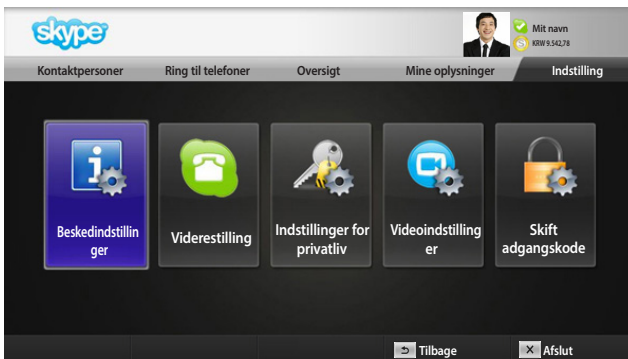 skype
Mit navn
KRW 9.542,78
Kontaktpersoner Ring til telefoner Oversigt Mine oplysninger Indstilling
Beskedindstillin
ger
Viderestilling
Indstillinger for
privatliv
Videoindstilling
er
Skift
adgangskode
Tilbage X Afslut